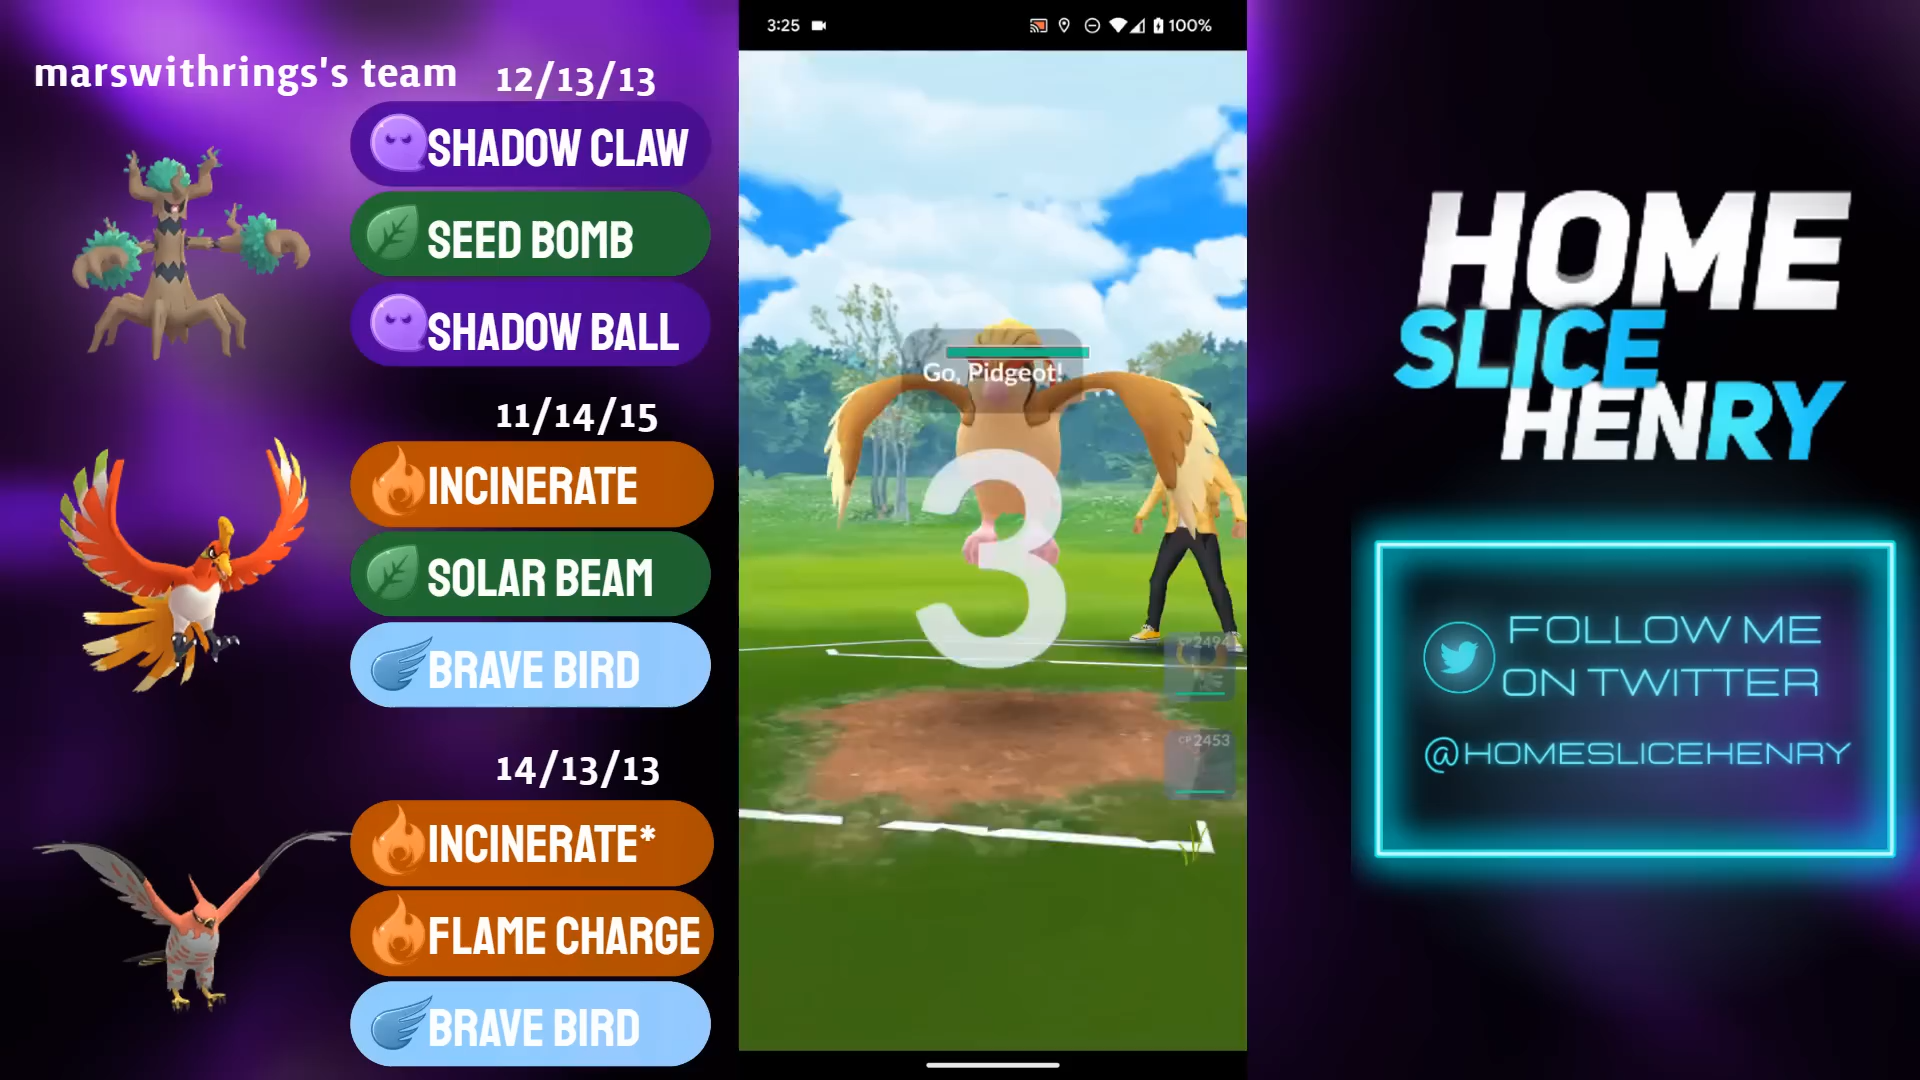 marswithrings's team
12/13/13
SHADOW CLAW
SEED BOMB
SHADOW BALL
11/14/15
INCINERATE
SOLAR BEAM
BRAVE BIRD
14/13/13
INCINERATE*
FLAME CHARGE
BRAVE BIRD
3:25
100%
Go, Pidgeot!
3
CP2494
CP2453
HOME
SLICE
HENRY
FOLLOW ME
ON TWITTER
@HOMESLICEHENRY